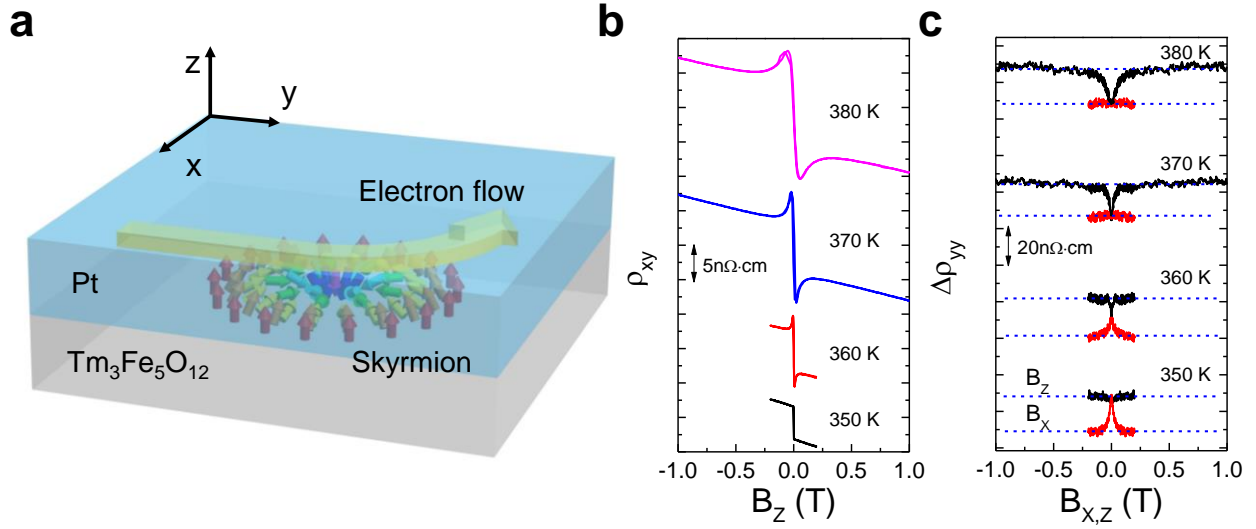 a
z
y
x
Electron flow
Pt
Tm₃Fe₅O₁₂
Skyrmion
b
ρxy
380 K
370 K
5nΩ·cm
360 K
350 K
-1.0 -0.5 0.0 0.5 1.0
BZ (T)
c
Δρyy
380 K
370 K
20nΩ·cm
360 K
350 K
BZ
BX
-1.0 -0.5 0.0 0.5 1.0
BX,Z (T)